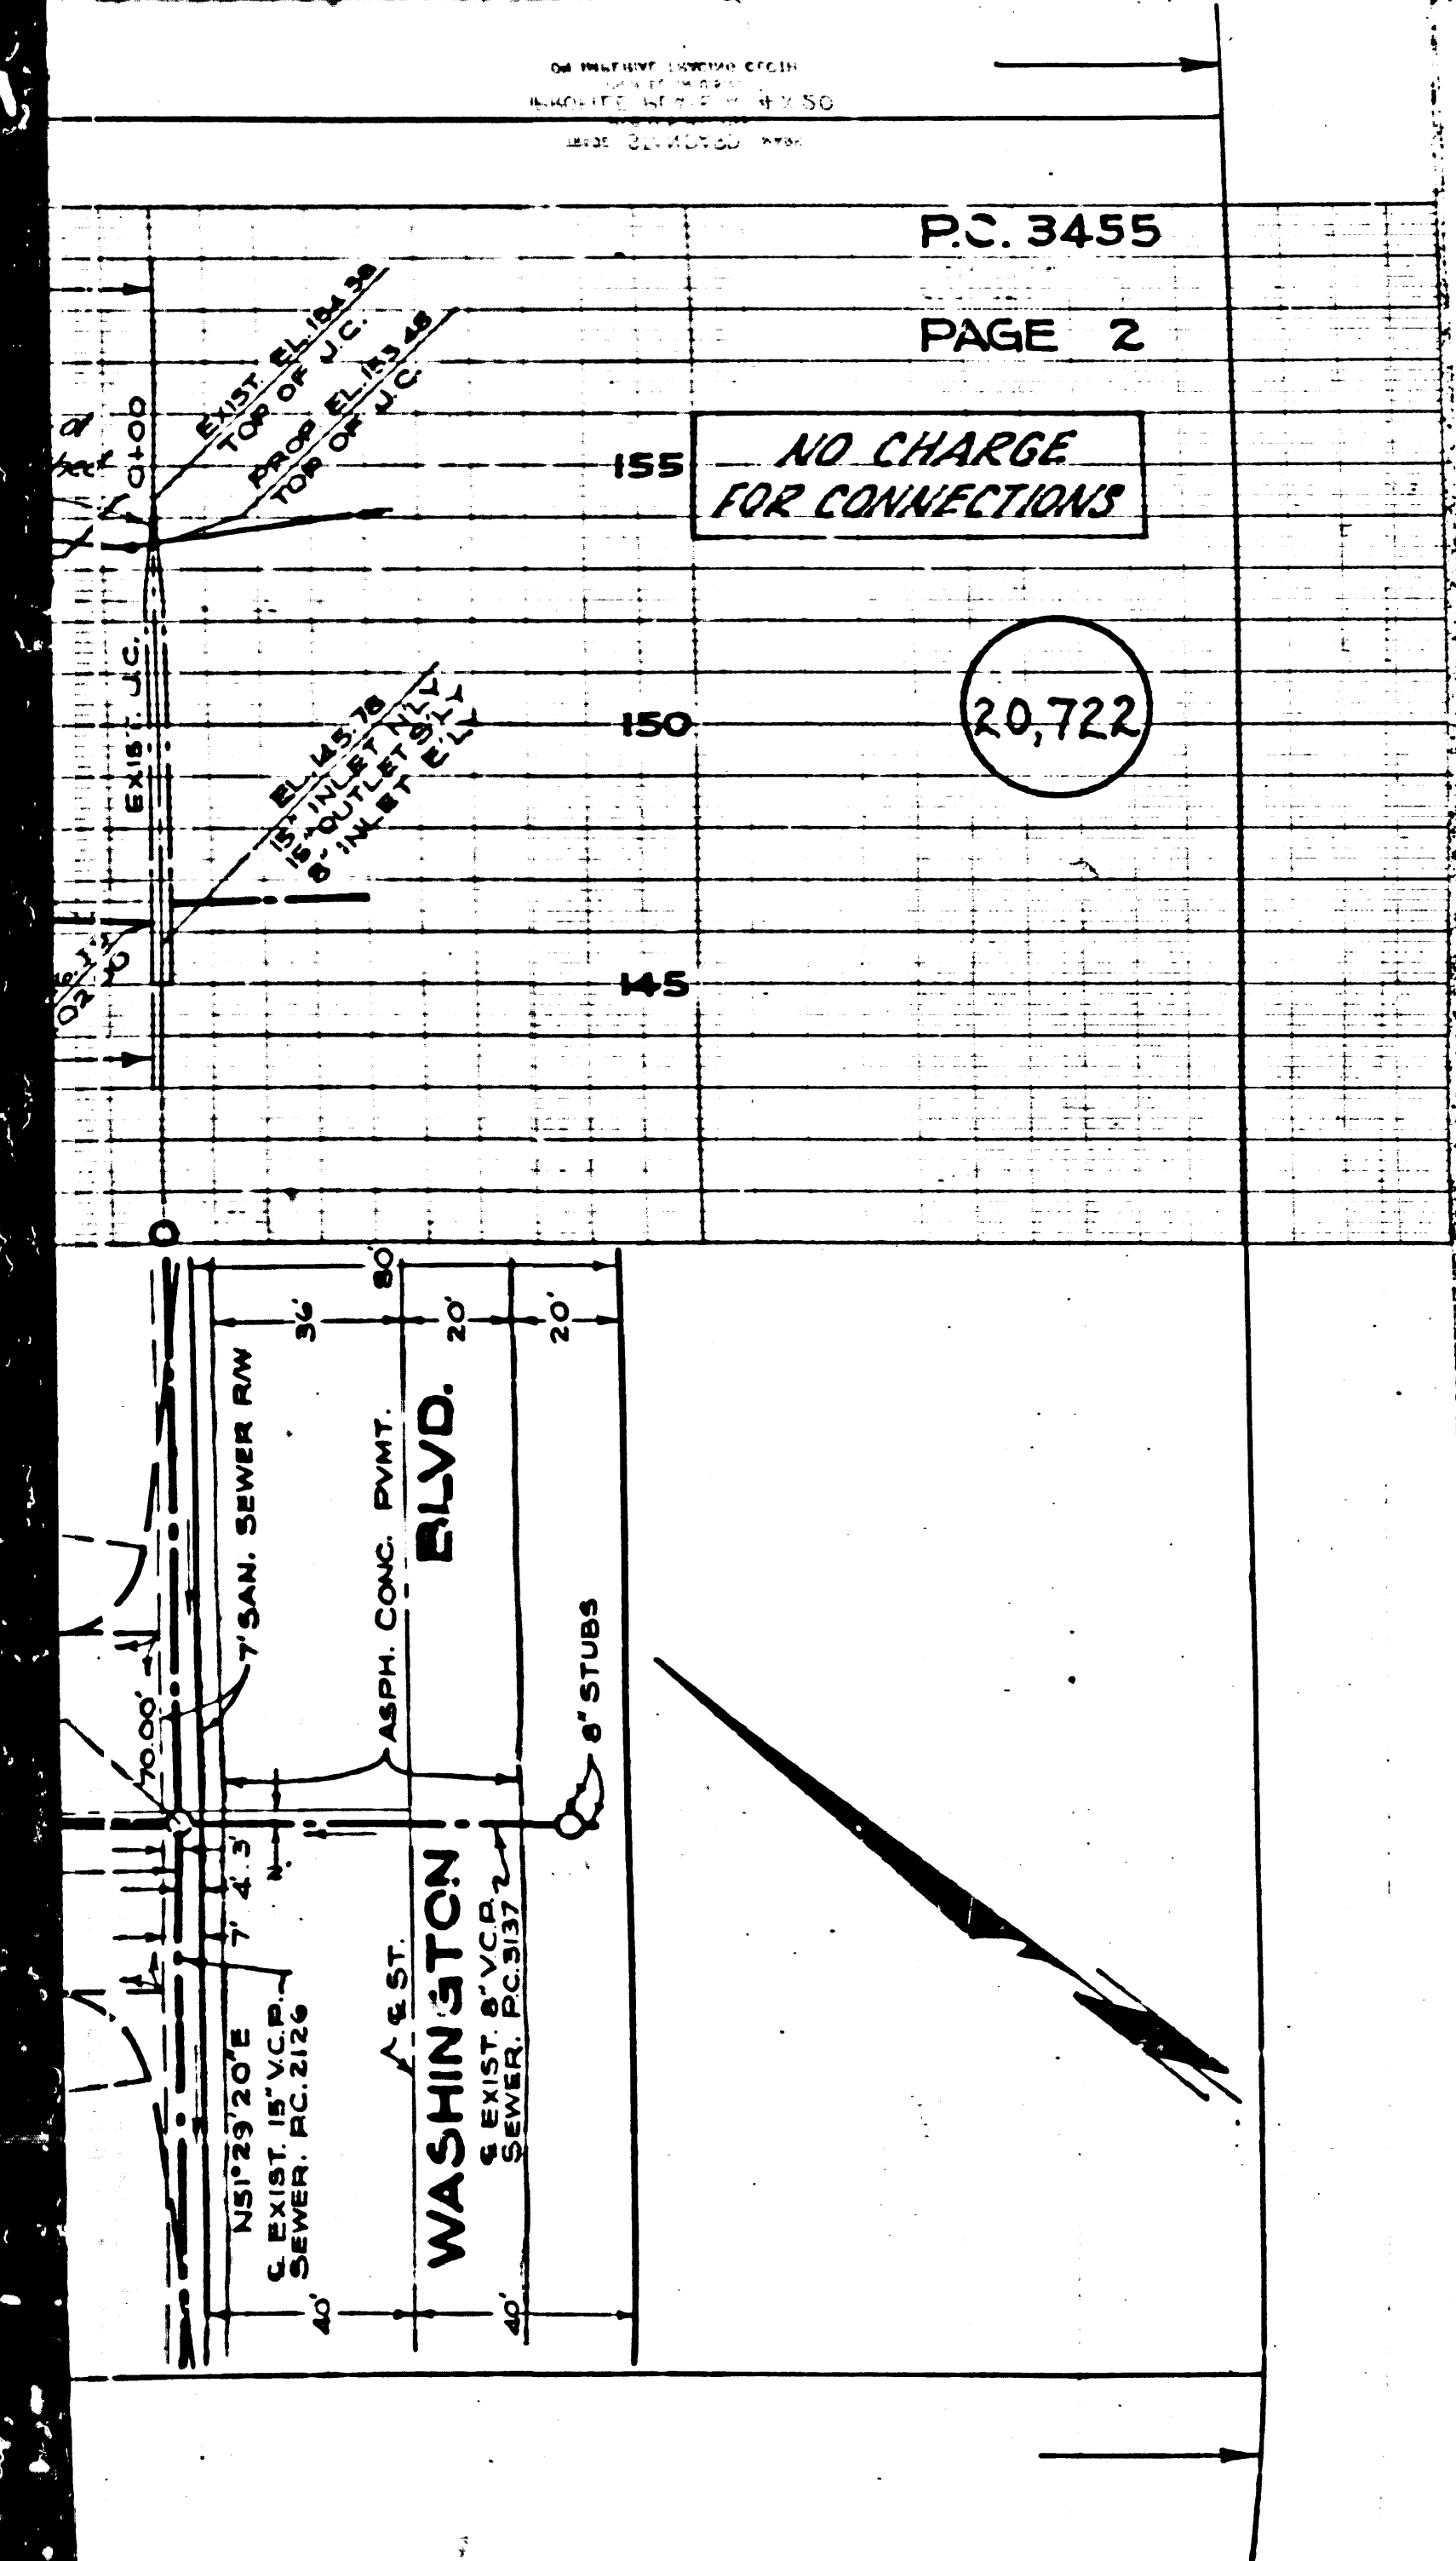 P.C. 3455
PAGE 2
NO CHARGE
FOR CONNECTIONS
20,722
155
150
145
0+00
EXIST. EL. 154.38
TOP OF J.C.
PROP. EL. 153.48
TOP OF J.C.
EXIST. J.C.
EL. 145.78
15" INLET N'LY
15" OUTLET S'LY
8" INLET E'LY
0
80'
36'
20'
20'
7' SAN. SEWER R/W
ASPH. CONC. PVMT.
WASHINGTON BLVD.
8" STUBS
70.00'
7' 4' 3'
N51°29'20"E
℄ EXIST. 15" V.C.P.
SEWER. P.C. 2126
℄ ST.
℄ EXIST. 8" V.C.P.
SEWER. P.C. 3137
40'
40'